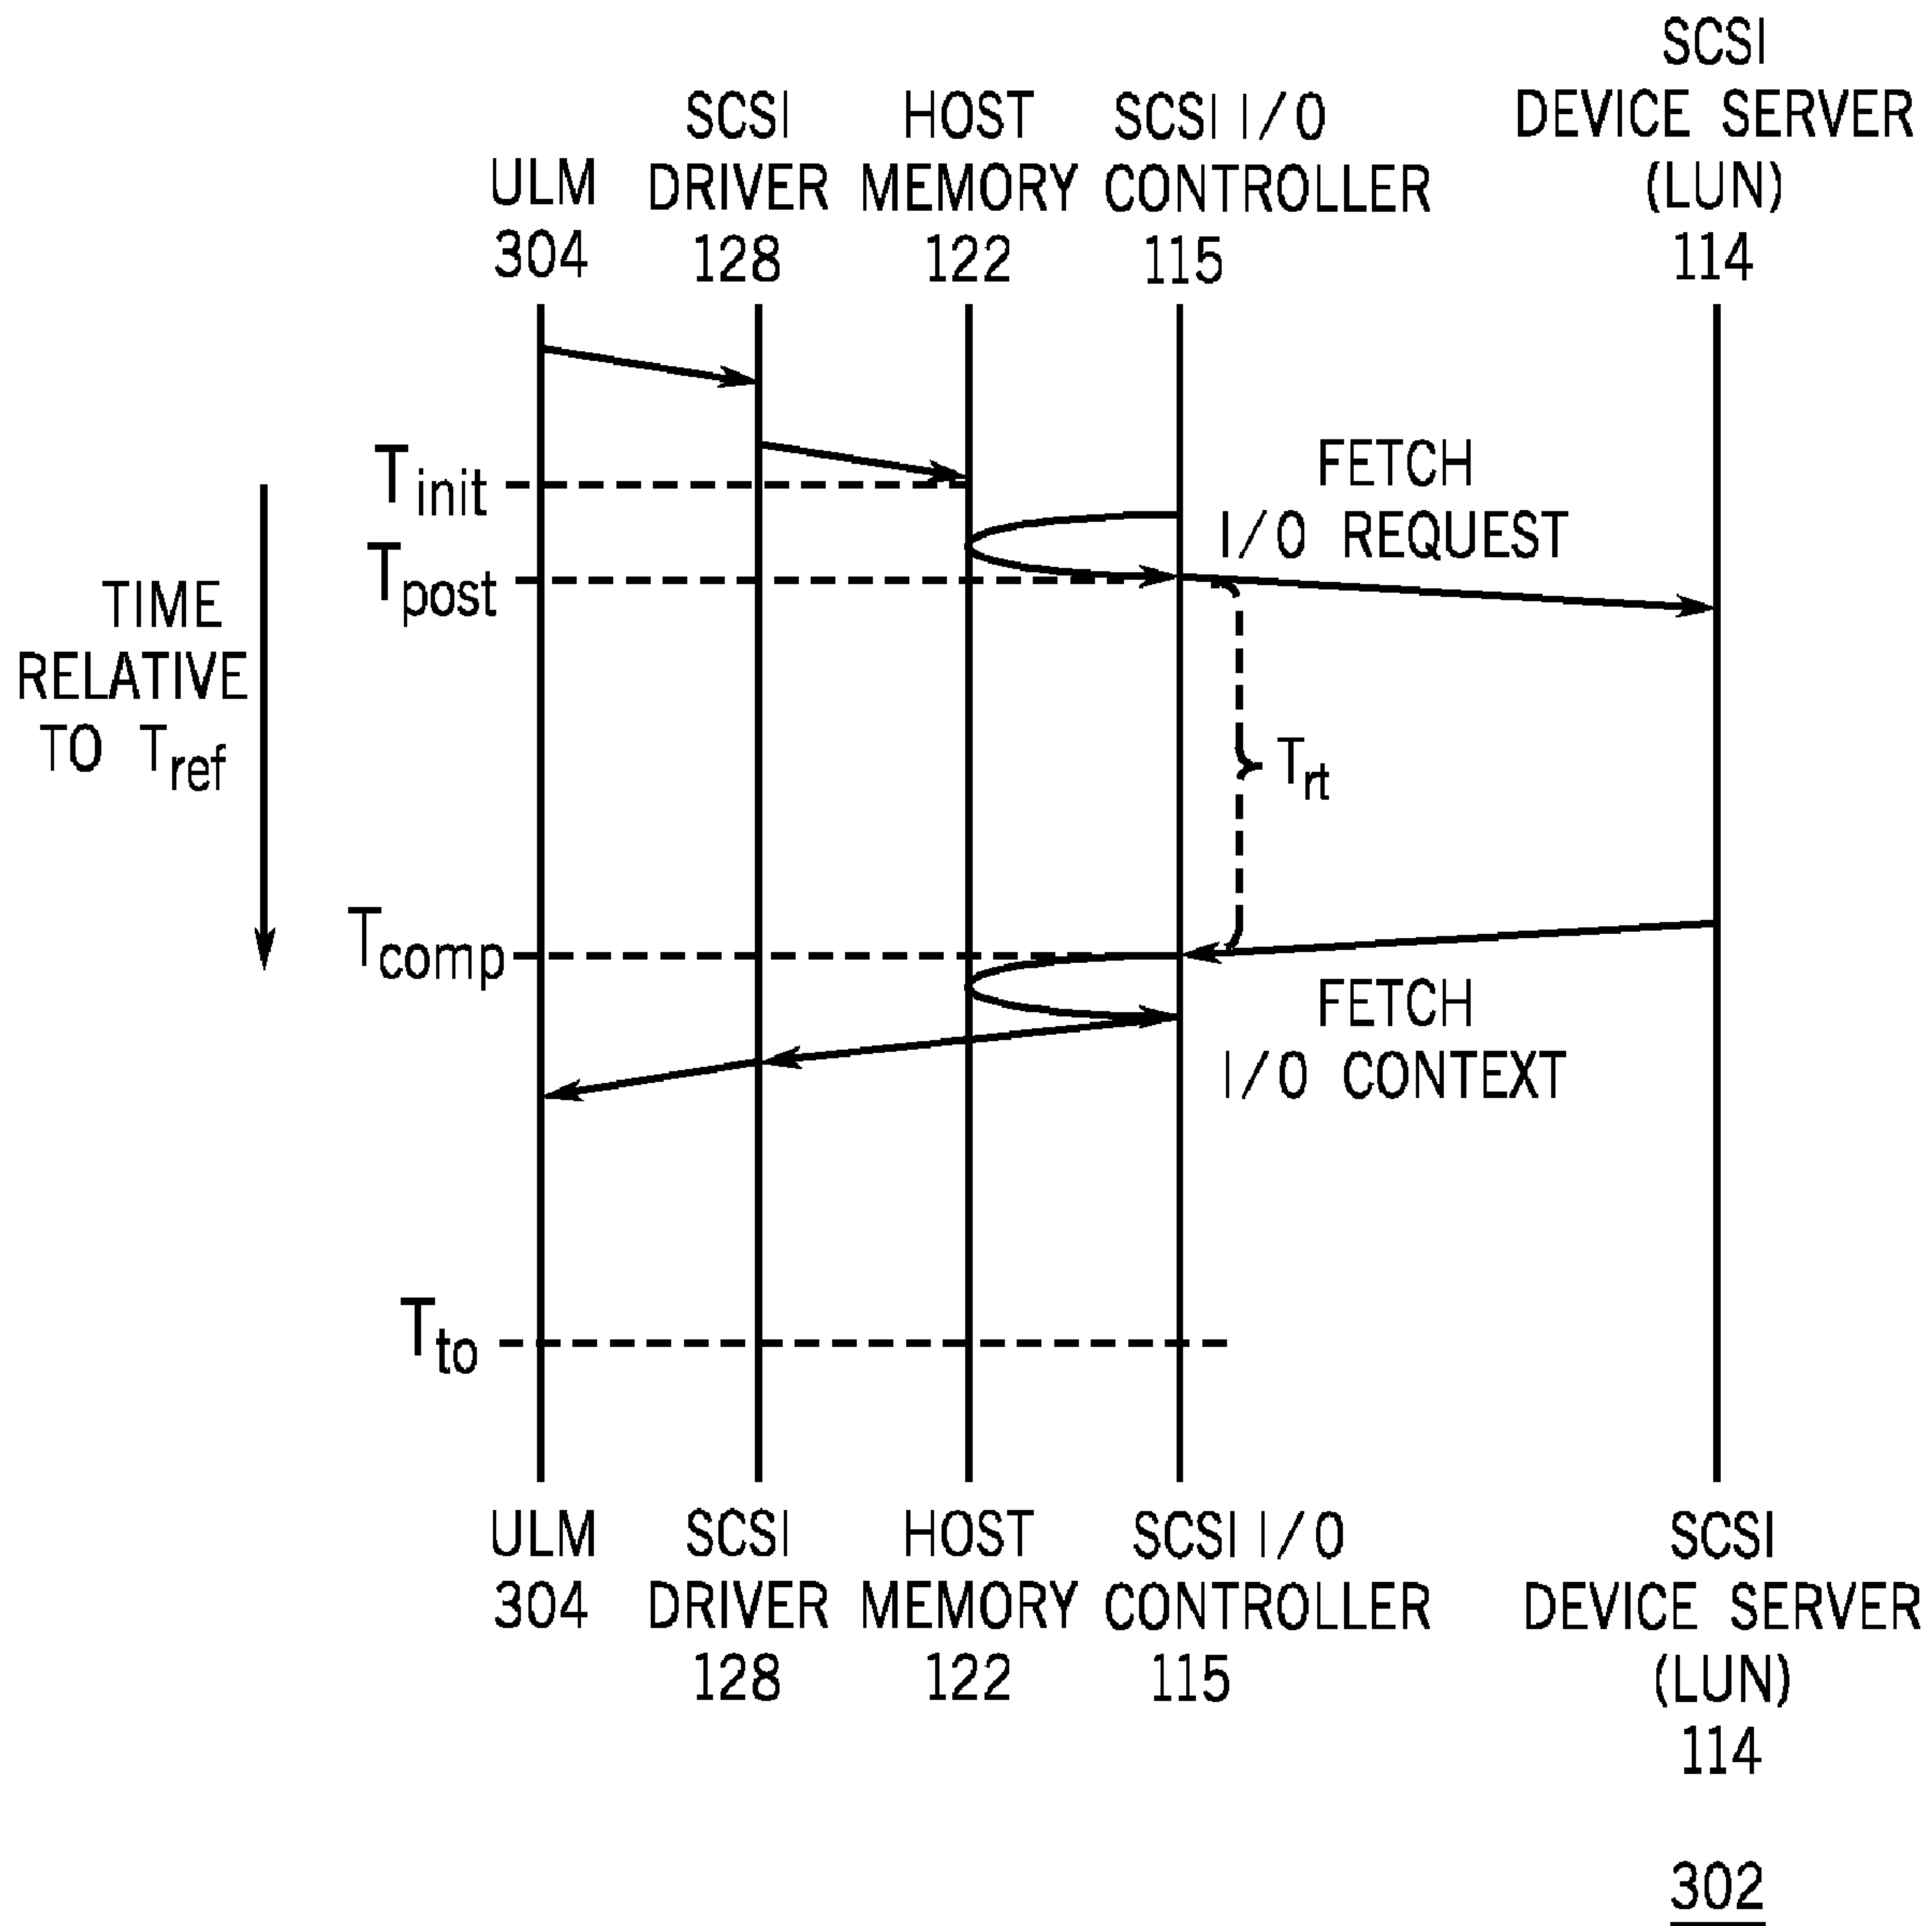 ULM
304
SCSI
DRIVER
128
HOST
MEMORY
122
SCSI I/O
CONTROLLER
115
SCSI
DEVICE SERVER
(LUN)
114
Tinit
FETCH
I/O REQUEST
Tpost
TIME
RELATIVE
TO Tref
Trt
Tcomp
FETCH
I/O CONTEXT
Tto
ULM
304
SCSI
DRIVER
128
HOST
MEMORY
122
SCSI I/O
CONTROLLER
115
SCSI
DEVICE SERVER
(LUN)
114
302